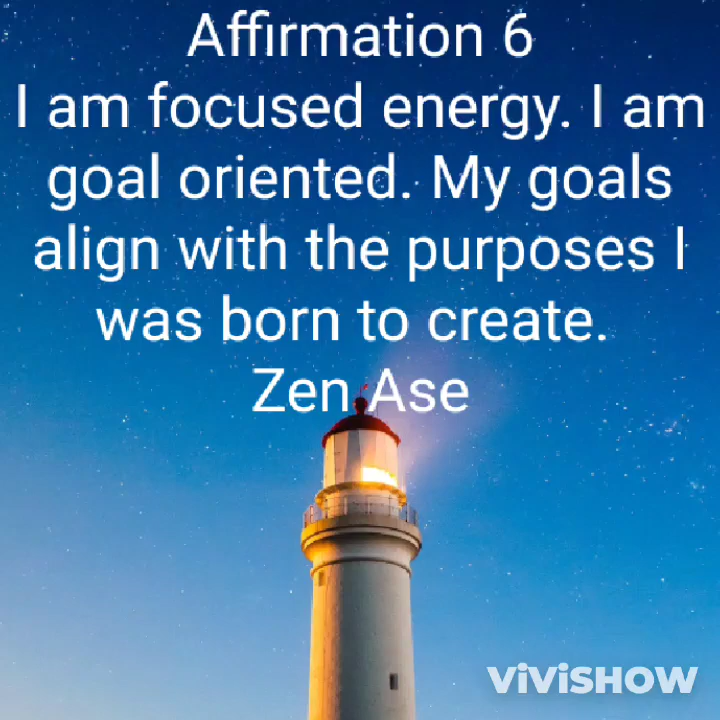 Affirmation 6
I am focused energy. I am
goal oriented. My goals
align with the purposes I
was born to create.
Zen Ase
ViViSHOW